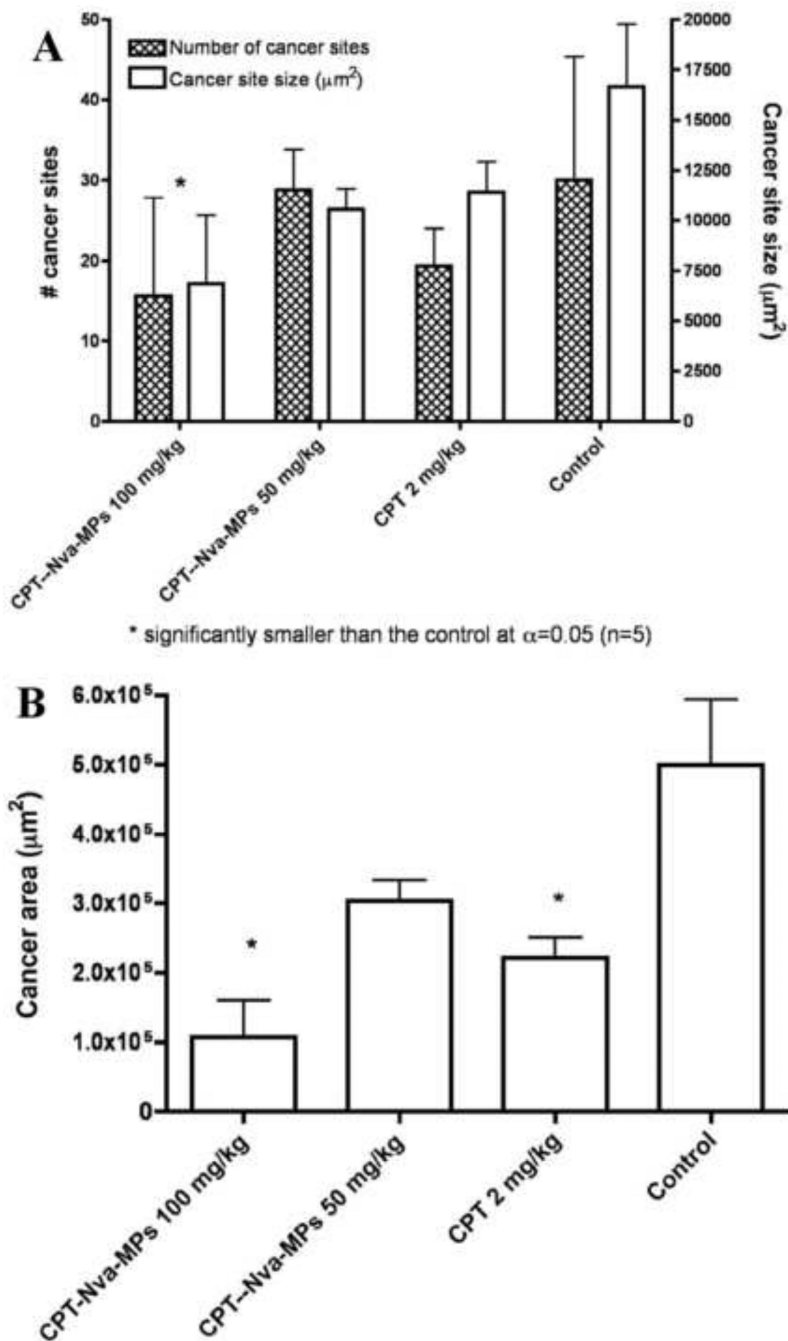 A
Number of cancer sites
Cancer site size (μm²)
50
40
30
20
10
0
# cancer sites
*
20000
17500
15000
12500
10000
7500
5000
2500
0
Cancer site size (μm²)
CPT--Nva-MPs 100 mg/kg
CPT--Nva-MPs 50 mg/kg
CPT 2 mg/kg
Control
* significantly smaller than the control at α=0.05 (n=5)
B
6.0x10⁵
5.0x10⁵
4.0x10⁵
3.0x10⁵
2.0x10⁵
1.0x10⁵
0
Cancer area (μm²)
*
*
CPT-Nva-MPs 100 mg/kg
CPT--Nva-MPs 50 mg/kg
CPT 2 mg/kg
Control